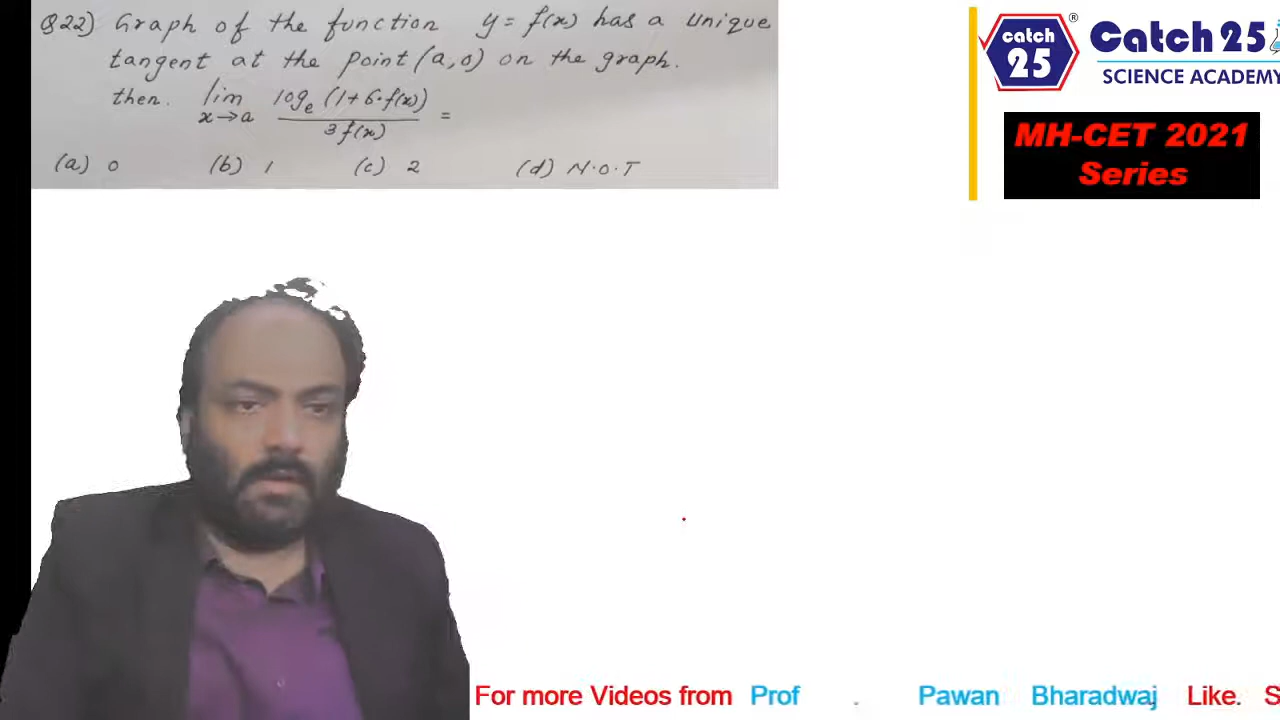 Q22) Graph of the function y = f(x) has a unique
tangent at the point (a, 0) on the graph.
then. lim x→a logₑ (1+6·f(x)) / 3f(x) =
(a) 0 (b) 1 (c) 2 (d) N.O.T
catch
25
®
Catch 25
SCIENCE ACADEMY
MH-CET 2021
Series
For more Videos from Prof . Pawan Bharadwaj Like. S